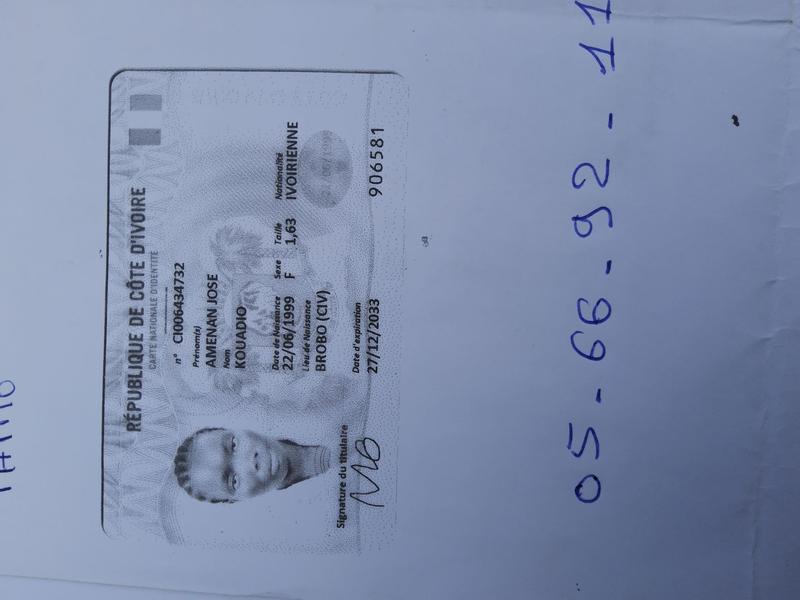 RÉPUBLIQUE DE CÔTE D'IVOIRE
CARTE NATIONALE D'IDENTITÉ
n° CI006434732
Prénom(s)
AMENAN JOSE
Nom
KOUADIO
Date de Naissance Sexe Taille Nationalité
22/06/1999 F 1,63 IVOIRIENNE
Lieu de Naissance
BROBO (CIV)
Date d'expiration
27/12/2033
906581
Signature du titulaire
05-66-92-11